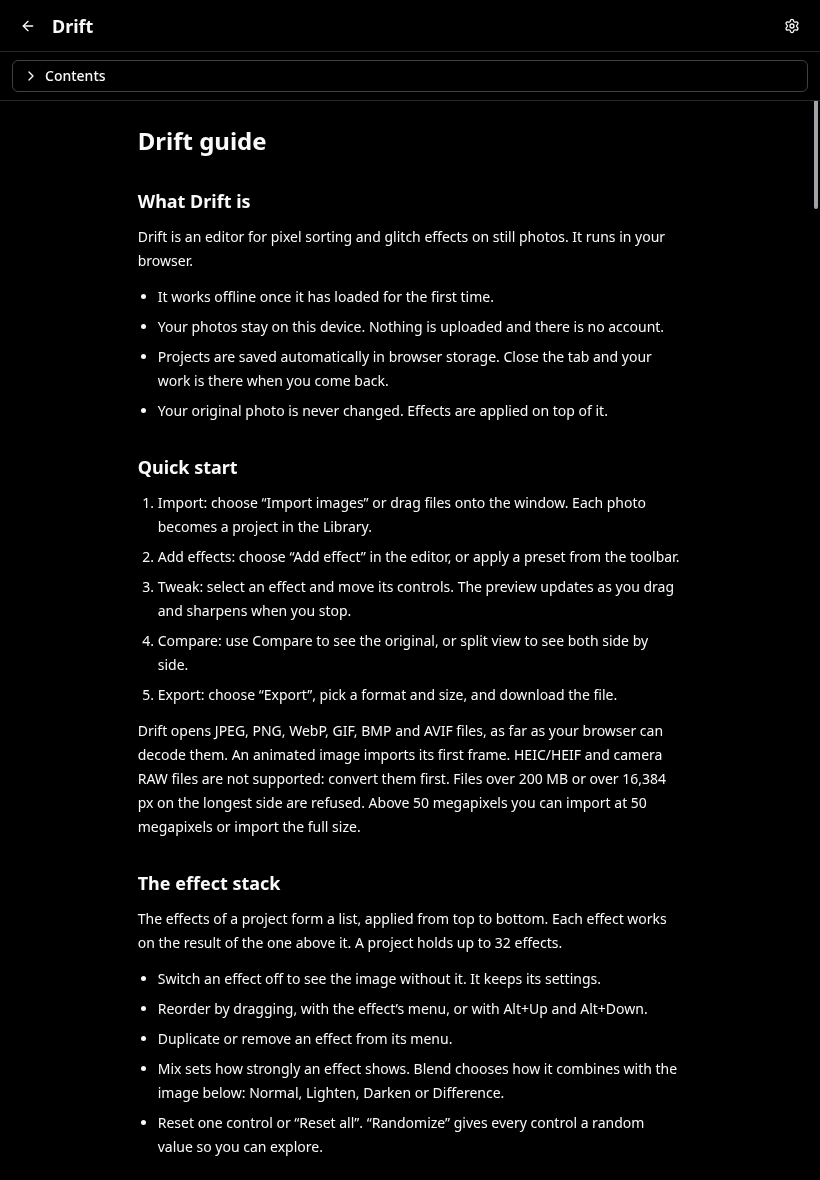 Drift
Contents
Drift guide
What Drift is
Drift is an editor for pixel sorting and glitch effects on still photos. It runs in your
browser.
• It works offline once it has loaded for the first time.
• Your photos stay on this device. Nothing is uploaded and there is no account.
• Projects are saved automatically in browser storage. Close the tab and your
work is there when you come back.
• Your original photo is never changed. Effects are applied on top of it.
Quick start
1. Import: choose “Import images” or drag files onto the window. Each photo
becomes a project in the Library.
2. Add effects: choose “Add effect” in the editor, or apply a preset from the toolbar.
3. Tweak: select an effect and move its controls. The preview updates as you drag
and sharpens when you stop.
4. Compare: use Compare to see the original, or split view to see both side by
side.
5. Export: choose “Export”, pick a format and size, and download the file.
Drift opens JPEG, PNG, WebP, GIF, BMP and AVIF files, as far as your browser can
decode them. An animated image imports its first frame. HEIC/HEIF and camera
RAW files are not supported: convert them first. Files over 200 MB or over 16,384
px on the longest side are refused. Above 50 megapixels you can import at 50
megapixels or import the full size.
The effect stack
The effects of a project form a list, applied from top to bottom. Each effect works
on the result of the one above it. A project holds up to 32 effects.
• Switch an effect off to see the image without it. It keeps its settings.
• Reorder by dragging, with the effect’s menu, or with Alt+Up and Alt+Down.
• Duplicate or remove an effect from its menu.
• Mix sets how strongly an effect shows. Blend chooses how it combines with the
image below: Normal, Lighten, Darken or Difference.
• Reset one control or “Reset all”. “Randomize” gives every control a random
value so you can explore.